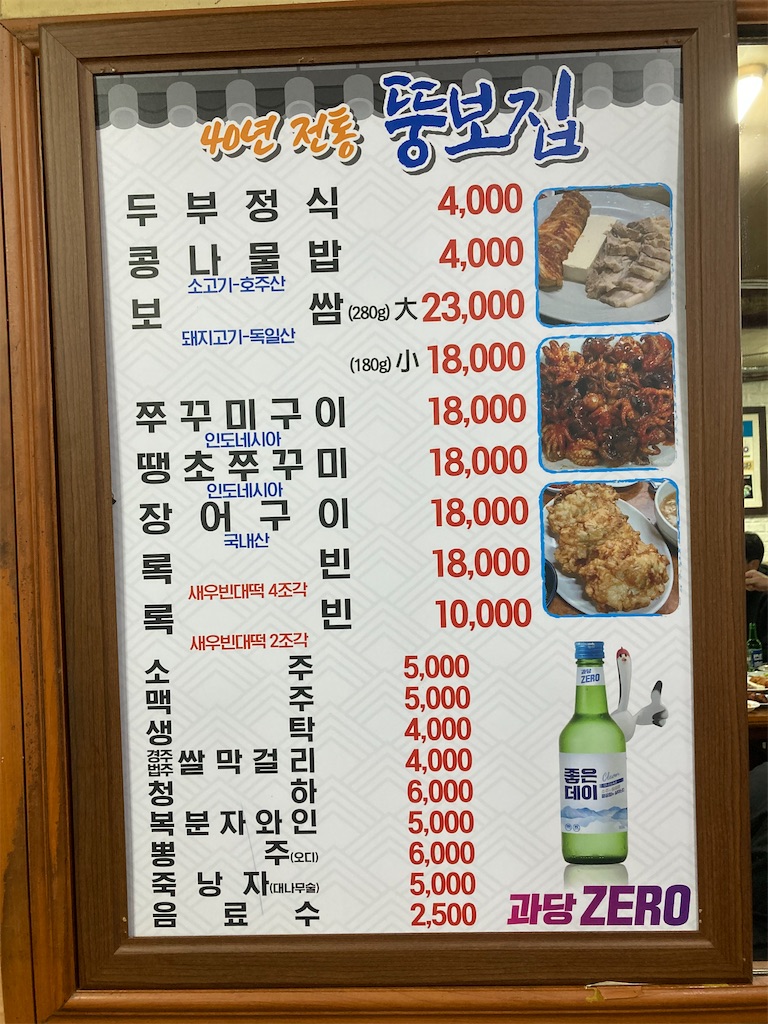 40년 전통 뚱보집
두부정식 4,000
콩나물밥 4,000
소고기-호주산
보쌈 (280g) 大 23,000
돼지고기-독일산
(180g) 小 18,000
쭈꾸미구이 18,000
인도네시아
땡초쭈꾸미 18,000
인도네시아
장어구이 18,000
국내산
록빈 18,000
새우빈대떡 4조각
록빈 10,000
새우빈대떡 2조각
소주 5,000
맥주 5,000
생탁 4,000
경주법주 쌀막걸리 4,000
청하 6,000
복분자와인 5,000
뽕주(오디) 6,000
죽낭자(대나무술) 5,000
음료수 2,500
과당
ZERO
좋은
데이
과당 ZERO